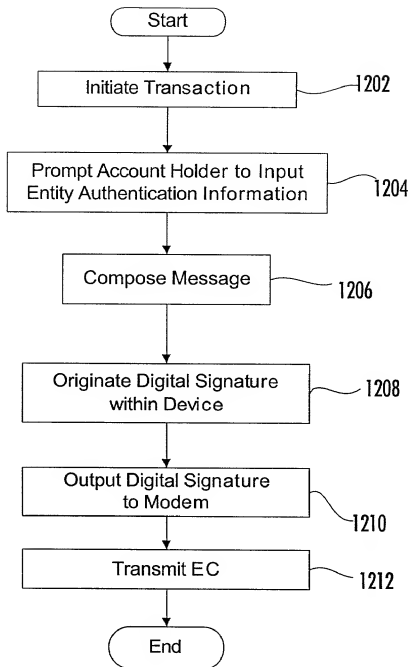 Start
Initiate Transaction
1202
Prompt Account Holder to Input
Entity Authentication Information
1204
Compose Message
1206
Originate Digital Signature
within Device
1208
Output Digital Signature
to Modem
1210
Transmit EC
1212
End